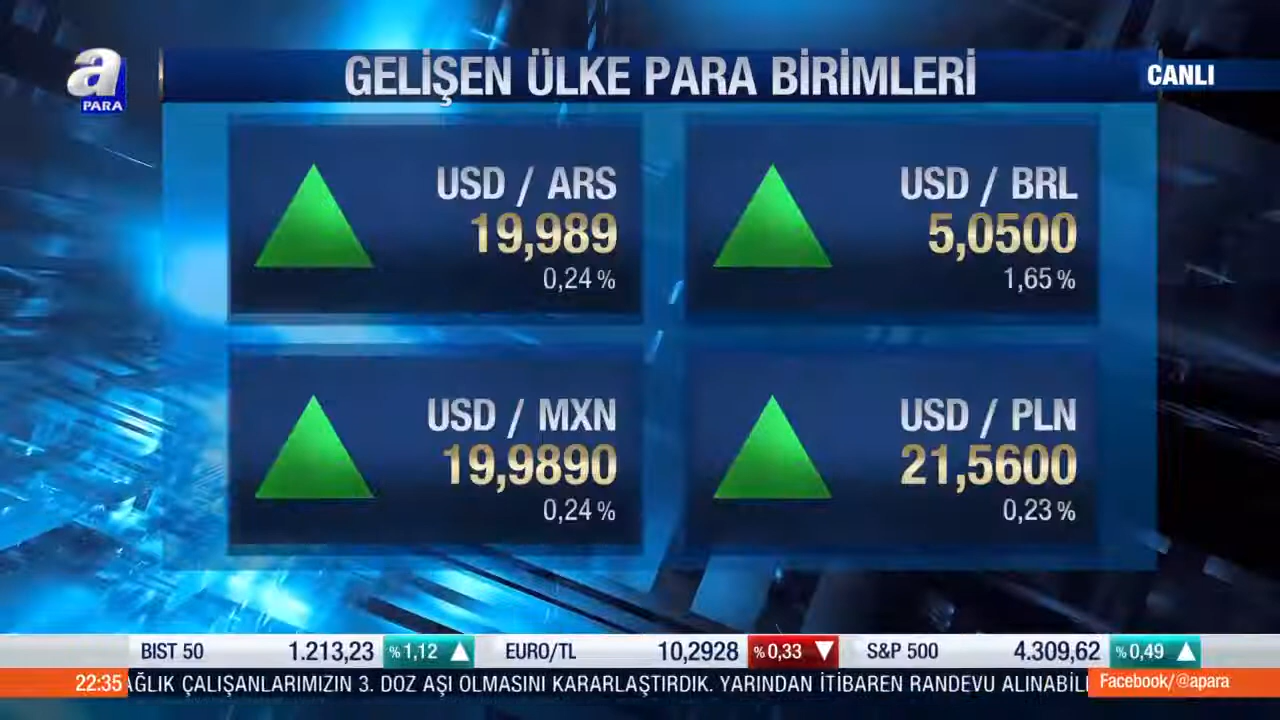 a
PARA
GELİŞEN ÜLKE PARA BİRİMLERİ
CANLI
USD / ARS
19,989
0,24 %
USD / BRL
5,0500
1,65 %
USD / MXN
19,9890
0,24 %
USD / PLN
21,5600
0,23 %
BIST 50 1.213,23 %1,12 EURO/TL 10,2928 %0,33 S&P 500 4.309,62 %0,49
22:35 AĞLIK ÇALIŞANLARIMIZIN 3. DOZ AŞI OLMASINI KARARLAŞTIRDIK. YARINDAN İTİBAREN RANDEVU ALINABİL Facebook/@apara